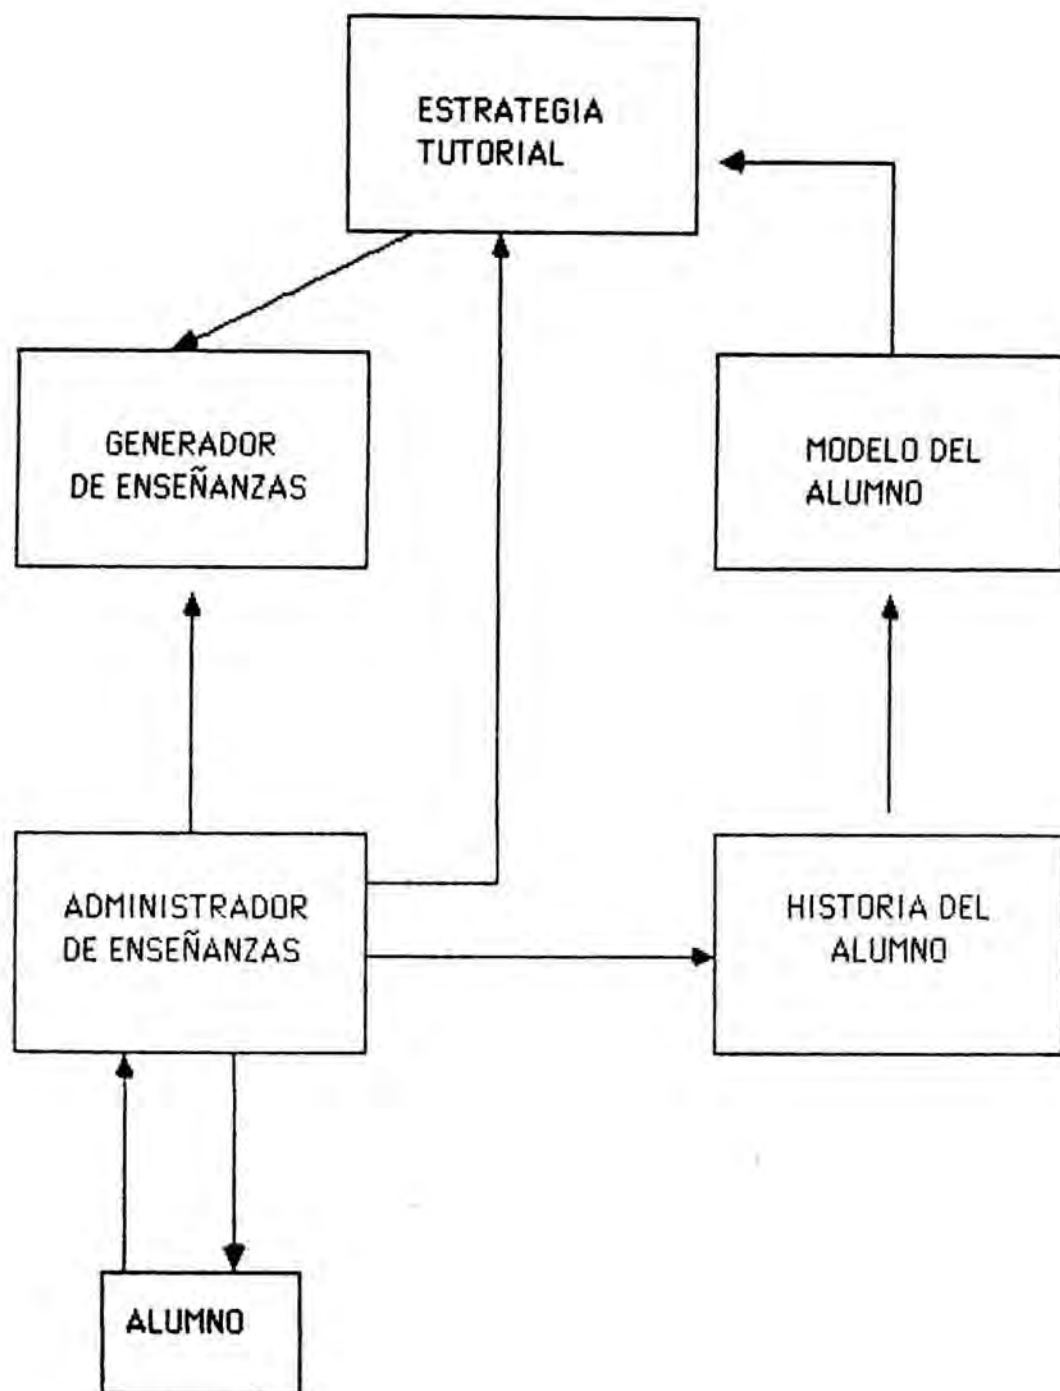 ESTRATEGIA
TUTORIAL
GENERADOR
DE ENSEÑANZAS
MODELO DEL
ALUMNO
ADMINISTRADOR
DE ENSEÑANZAS
HISTORIA DEL
ALUMNO
ALUMNO